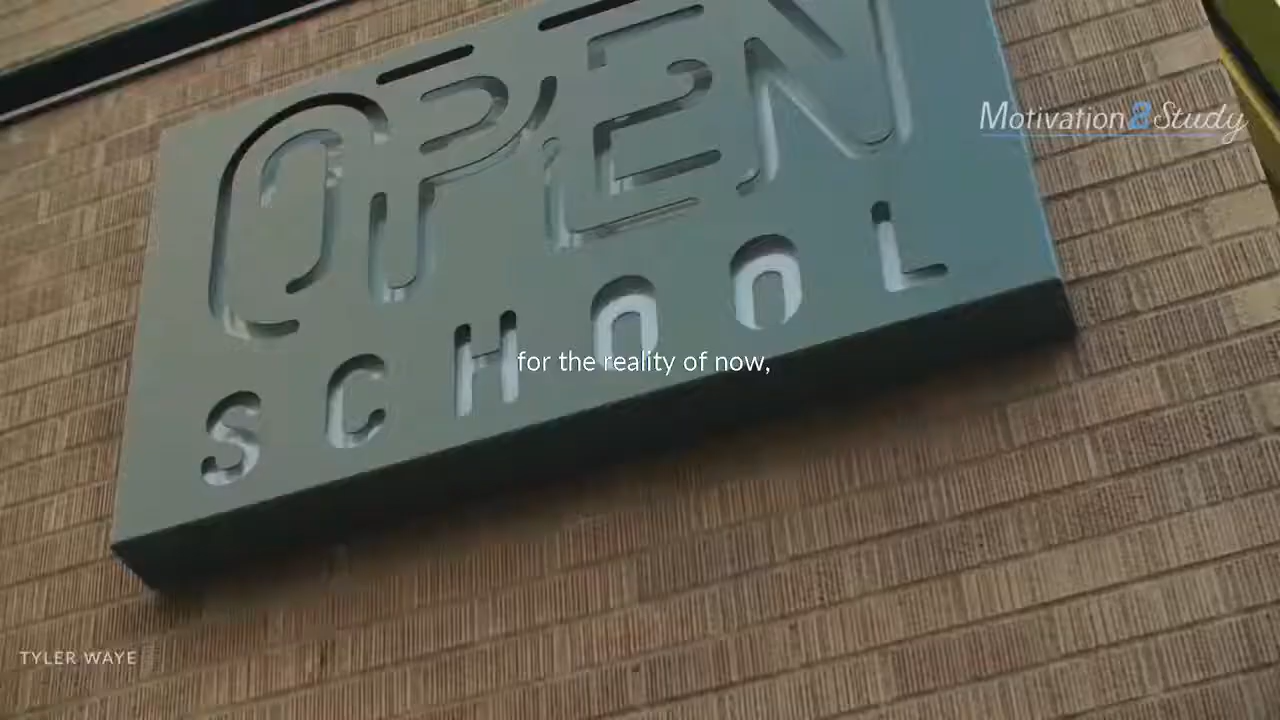 OPEN
SCHOOL
Motivation2Study
for the reality of now,
TYLER WAYE